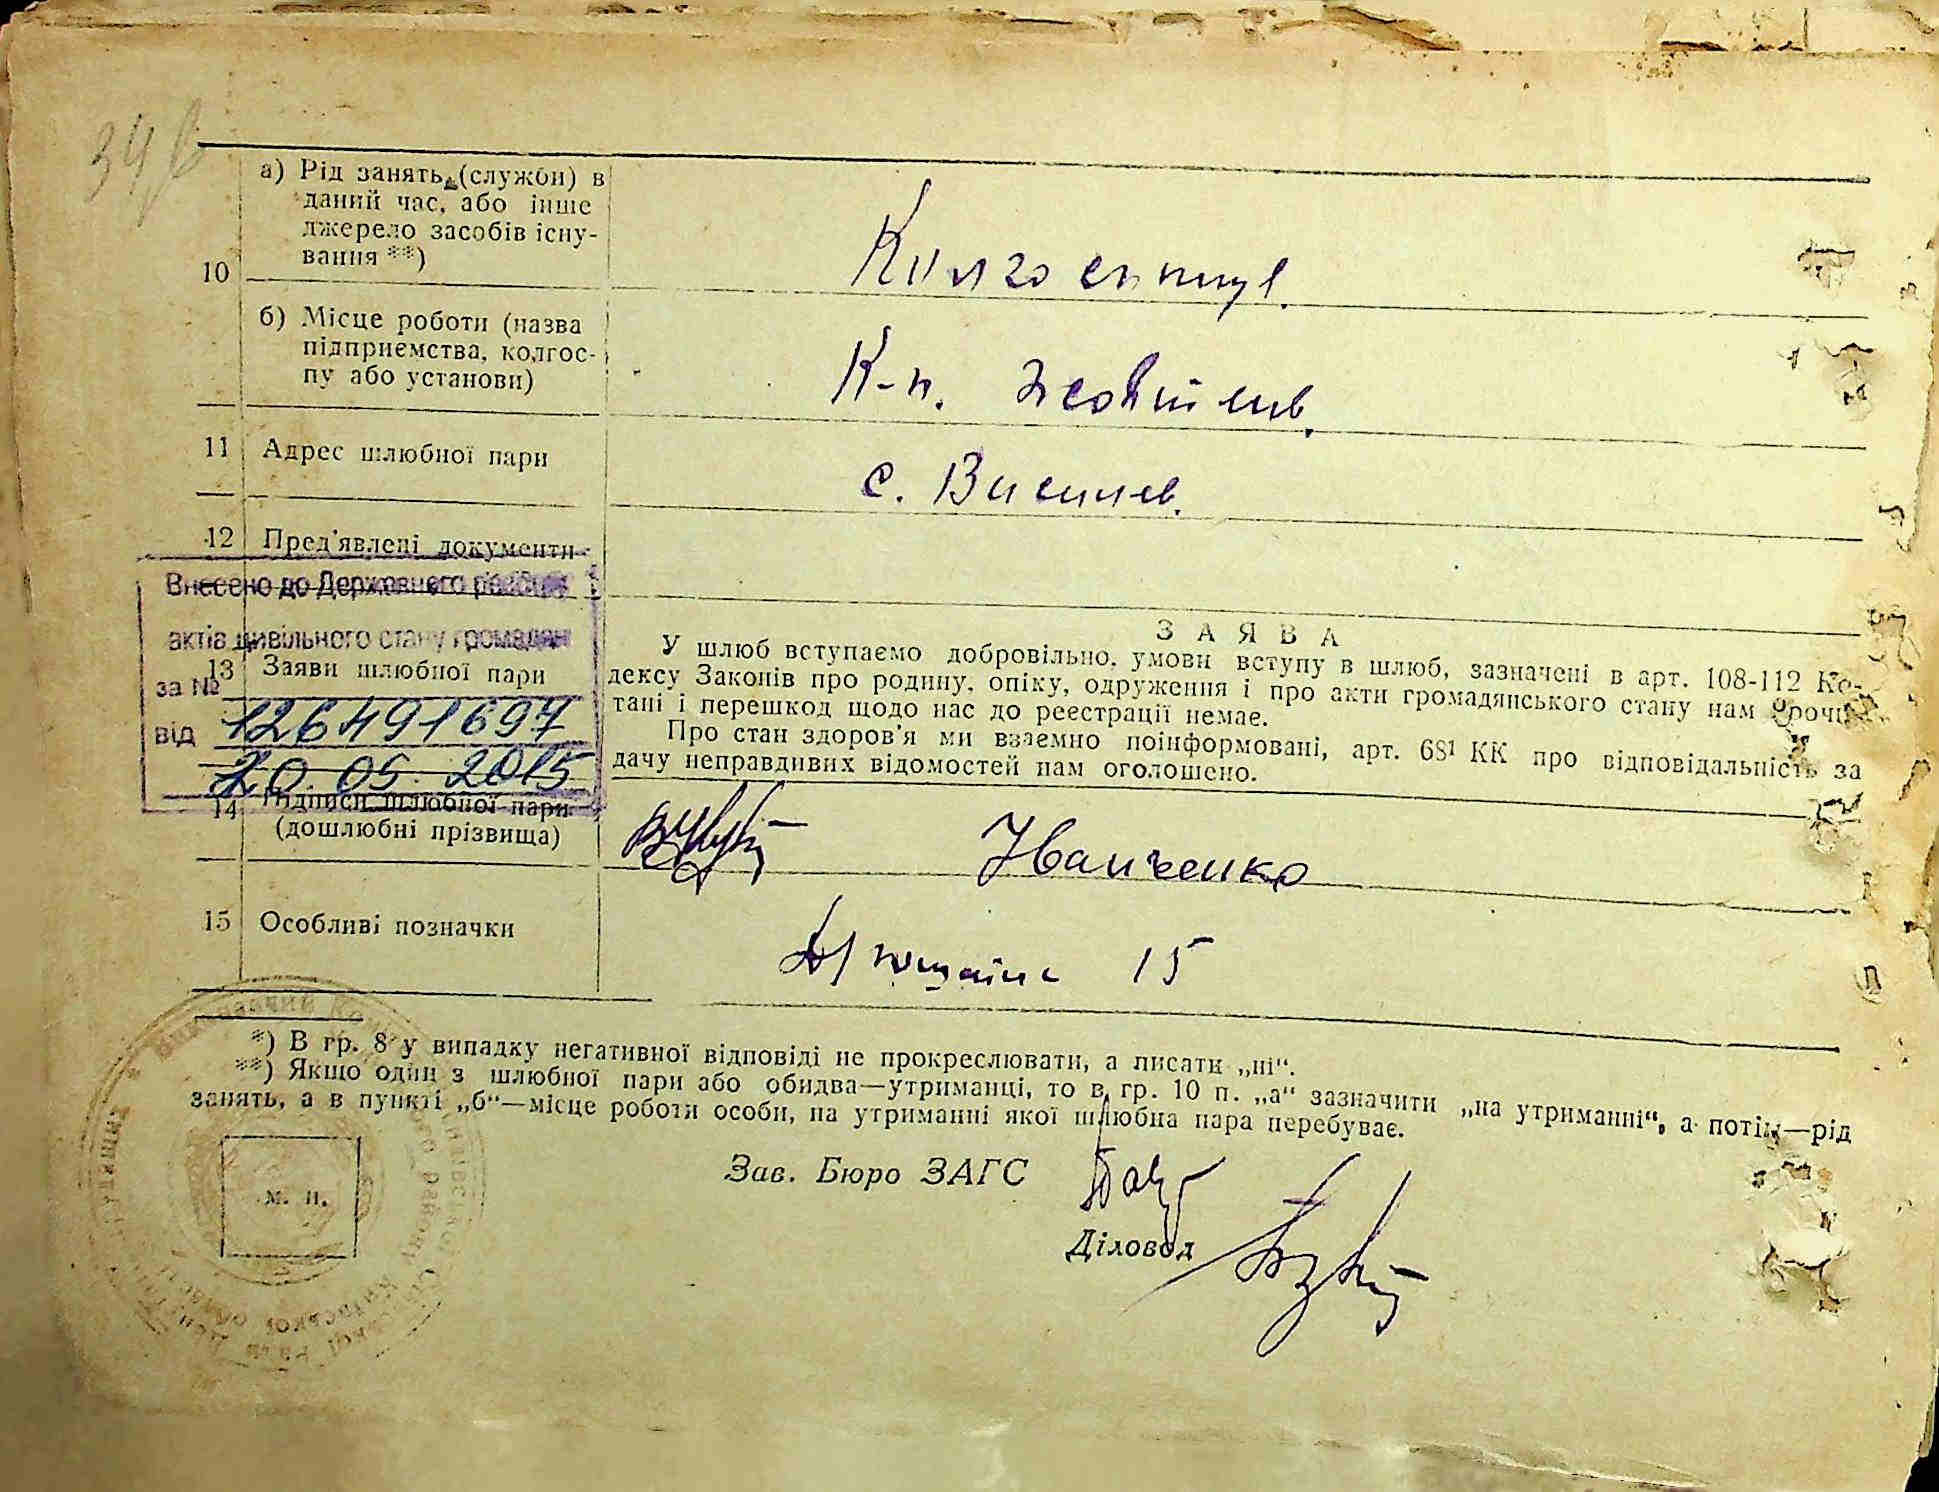 10
а) Рід занять (служби) в
даний час, або інше
джерело засобів існу-
вання **)
б) Місце роботи (назва
підприємства, колгос-
пу або установи)
К-п. Жовтень
11 Адрес шлюбної пари
с.
12 Пред'явлені документи
Внесено до Державного реєстру
актів цивільного стану громадян
за № 126491697
від 20.05.2015
13 Заяви шлюбної пари
ЗАЯВА
У шлюб вступаємо добровільно, умови вступу в шлюб, зазначені в арт. 108-112 Ко-
дексу Законів про родину, опіку, одруження і про акти громадянського стану нам прочи-
тані і перешкод щодо нас до реєстрації немає.
Про стан здоров'я ми взаємно поінформовані, арт. 68¹ КК про відповідальність за
дачу неправдивих відомостей нам оголошено.
14 Підписи шлюбної пари
(дошлюбні прізвища)
Іванченко
15 Особливі позначки
15
*) В гр. 8 у випадку негативної відповіді не прокреслювати, а писати „ні“.
**) Якщо один з шлюбної пари або обидва—утриманці, то в гр. 10 п. „а“ зазначити „на утриманні“, а потім—рід
занять, а в пункті „б“—місце роботи особи, на утриманні якої шлюбна пара перебуває.
м. п.
Зав. Бюро ЗАГС
Діловод